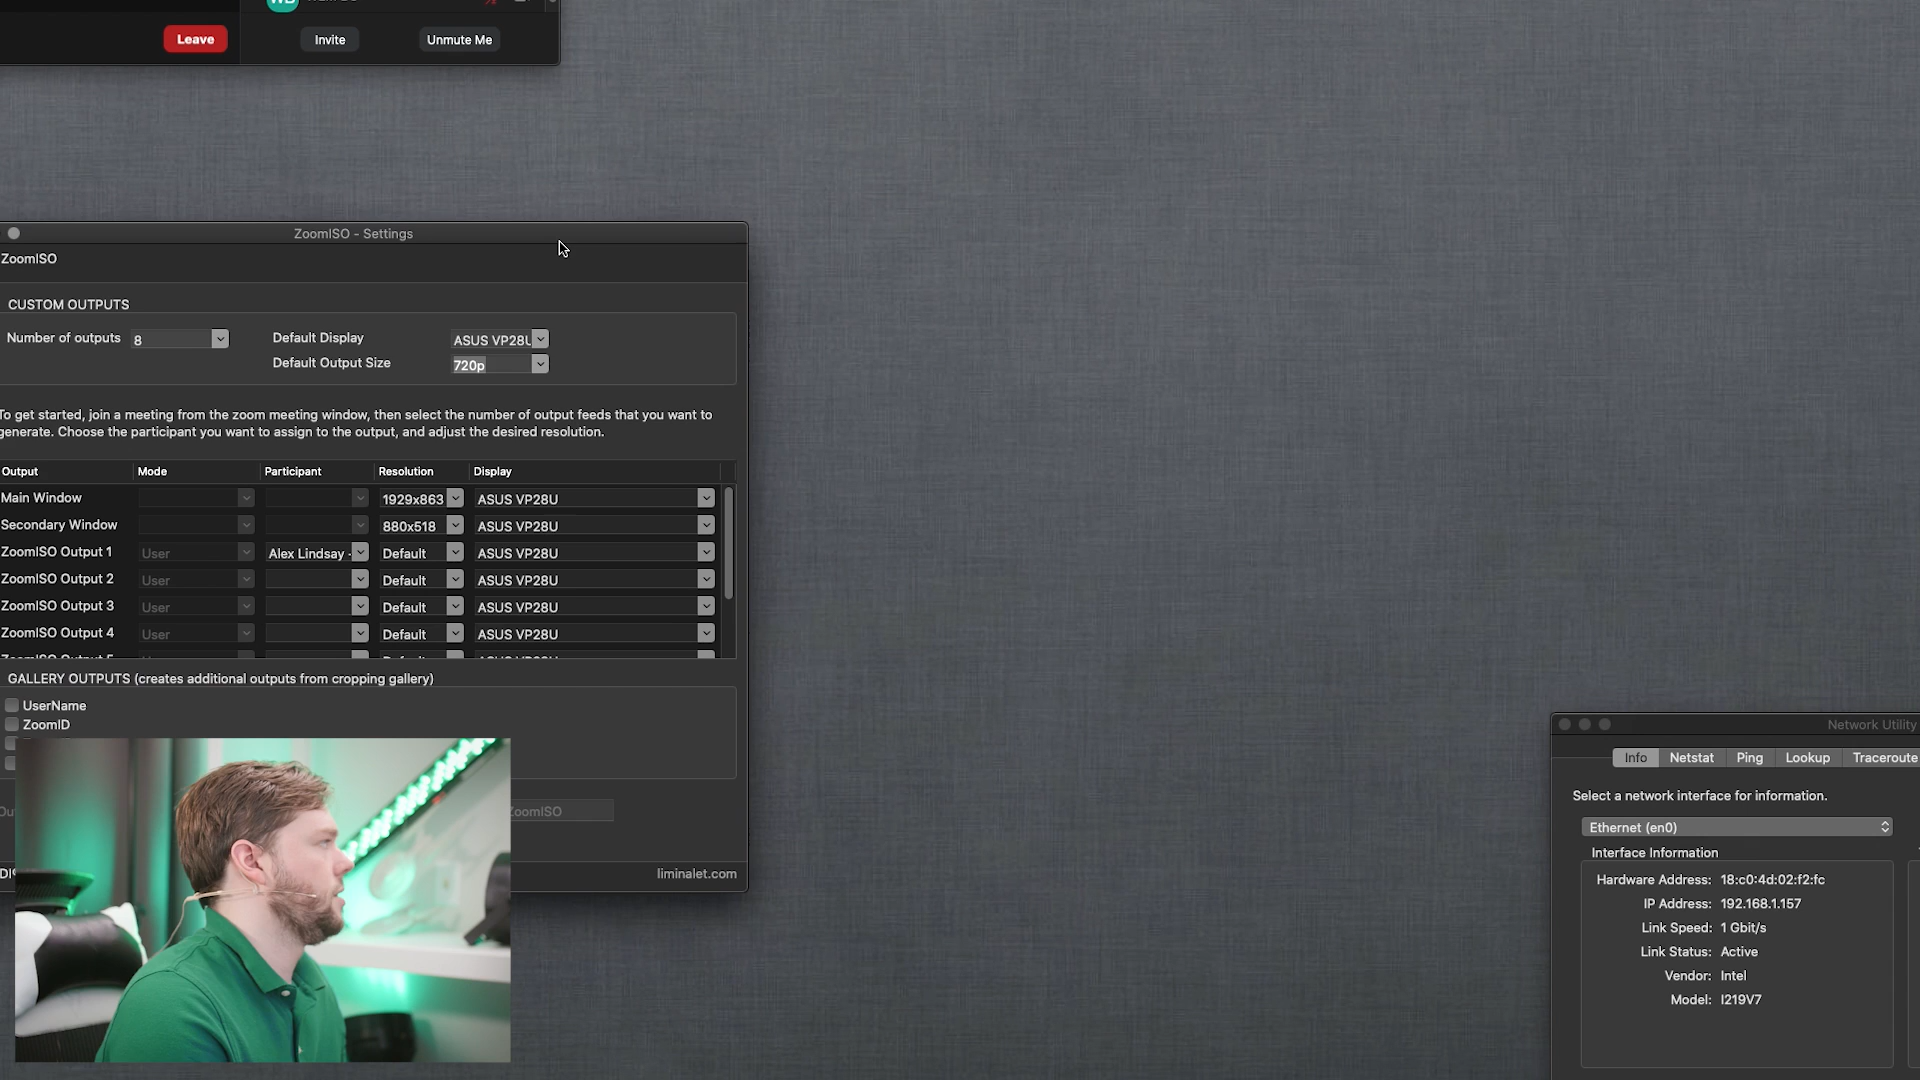 Leave
Invite
Unmute Me
ZoomISO - Settings
ZoomISO
CUSTOM OUTPUTS
Number of outputs 8
Default Display ASUS VP28U
Default Output Size 720p
To get started, join a meeting from the zoom meeting window, then select the number of output feeds that you want to
generate. Choose the participant you want to assign to the output, and adjust the desired resolution.
Output Mode Participant Resolution Display
Main Window 1929x863 ASUS VP28U
Secondary Window 880x518 ASUS VP28U
ZoomISO Output 1 User Alex Lindsay - Default ASUS VP28U
ZoomISO Output 2 User Default ASUS VP28U
ZoomISO Output 3 User Default ASUS VP28U
ZoomISO Output 4 User Default ASUS VP28U
GALLERY OUTPUTS (creates additional outputs from cropping gallery)
UserName
ZoomID
ZoomISO
liminalet.com
Network Utility
Info Netstat Ping Lookup Traceroute
Select a network interface for information.
Ethernet (en0)
Interface Information
Hardware Address: 18:c0:4d:02:f2:fc
IP Address: 192.168.1.157
Link Speed: 1 Gbit/s
Link Status: Active
Vendor: Intel
Model: I219V7